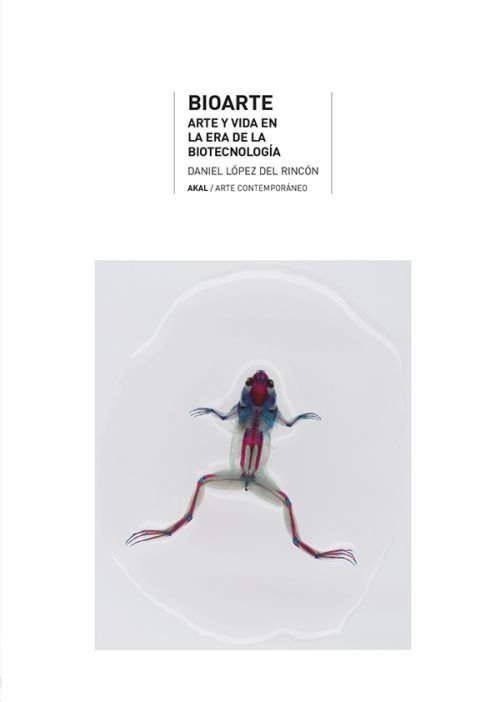 BIOARTE
ARTE Y VIDA EN
LA ERA DE LA
BIOTECNOLOGÍA
DANIEL LÓPEZ DEL RINCÓN
AKAL / ARTE CONTEMPORÁNEO